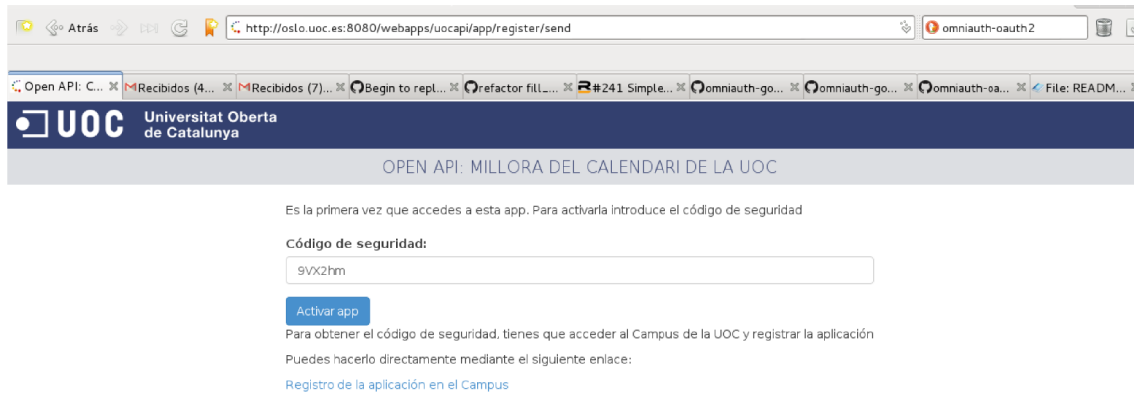 Atrás
http://oslo.uoc.es:8080/webapps/uocapi/app/register/send
omniauth-oauth2
Open API: C...
Recibidos (4...
Recibidos (7)...
Begin to repl...
refactor fill_...
#241 Simple...
omniauth-go...
omniauth-go...
omniauth-oa...
File: READM...
UOC
Universitat Oberta
de Catalunya
OPEN API: MILLORA DEL CALENDARI DE LA UOC
Es la primera vez que accedes a esta app. Para activarla introduce el código de seguridad
Código de seguridad:
9VX2hm
Activar app
Para obtener el código de seguridad, tienes que acceder al Campus de la UOC y registrar la aplicación
Puedes hacerlo directamente mediante el siguiente enlace:
Registro de la aplicación en el Campus